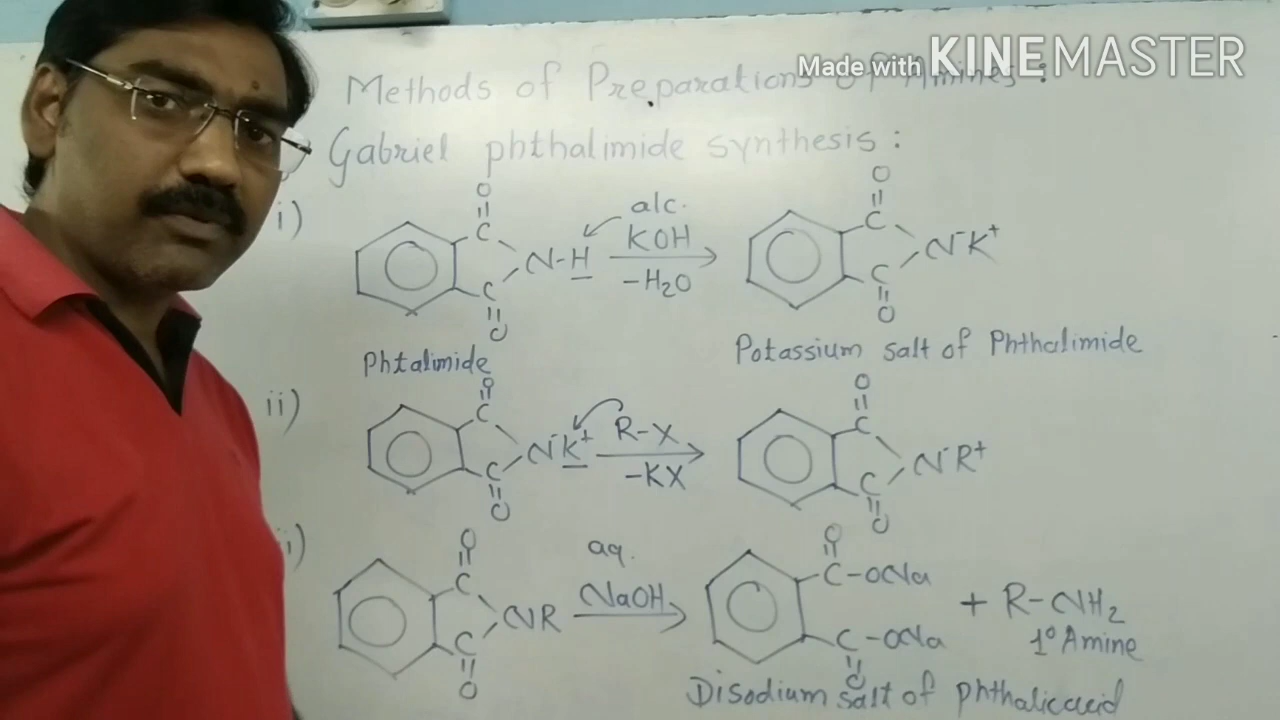 Made with KINEMASTER
Methods of Preparations of Amines :
Gabriel phthalimide synthesis :
i)
O
C
N-H
C
O
alc.
KOH
-H₂O
O
C
N⁻K⁺
C
O
Phtalimide
Potassium salt of Phthalimide
ii)
O
C
N⁻K⁺
C
O
R-X
-KX
O
C
N⁻R⁺
C
O
O
C
NR
C
O
aq.
NaOH
O
C-ONa
C-ONa
O
+ R-NH₂
1° Amine
Disodium salt of phthalic acid